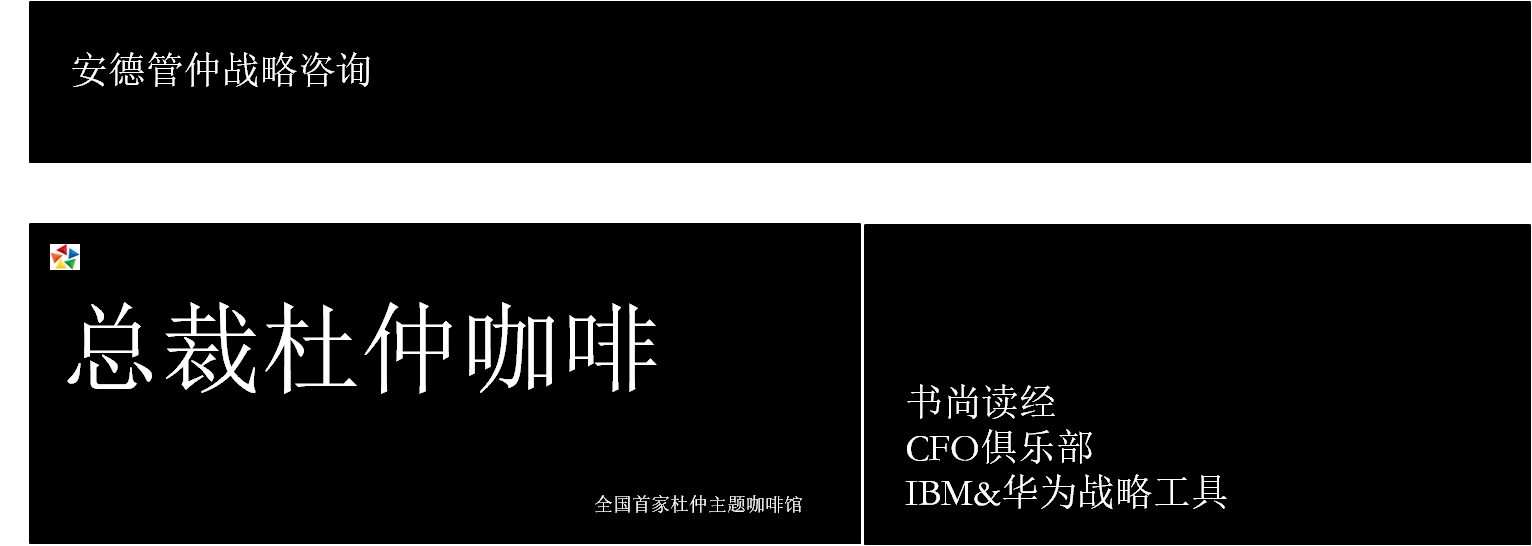 安德管仲战略咨询
总裁杜仲咖啡
全国首家杜仲主题咖啡馆
书尚读经
CFO俱乐部
IBM&华为战略工具